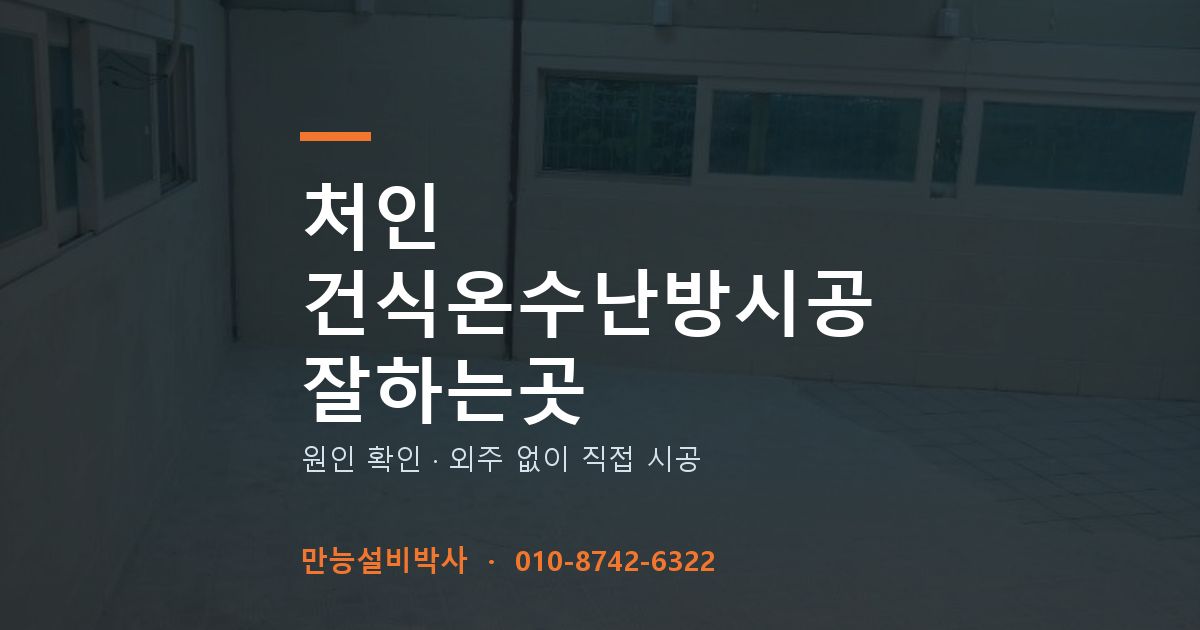 처인
건식온수난방시공
잘하는곳
원인 확인 · 외주 없이 직접 시공
만능설비박사 · 010-8742-6322